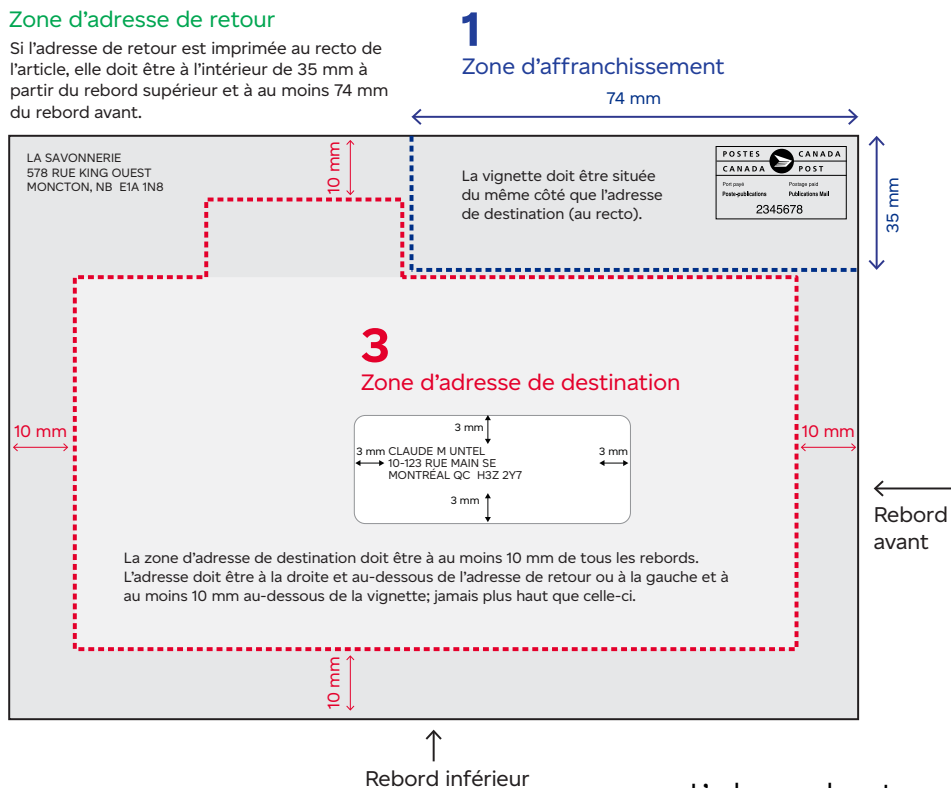 Zone d'adresse de retour
Si l'adresse de retour est imprimée au recto de
l'article, elle doit être à l'intérieur de 35 mm à
partir du rebord supérieur et à au moins 74 mm
du rebord avant.
1
Zone d'affranchissement
74 mm
LA SAVONNERIE
578 RUE KING OUEST
MONCTON, NB  E1A 1N8
10 mm
La vignette doit être située
du même côté que l'adresse
de destination (au recto).
POSTES CANADA
CANADA POST
Port payé Postage paid
Poste-publications Publications Mail
2345678
35 mm
3
Zone d'adresse de destination
10 mm
3 mm
3 mm CLAUDE M UNTEL 3 mm
10-123 RUE MAIN SE
MONTRÉAL QC  H3Z 2Y7
3 mm
10 mm
Rebord
avant
La zone d'adresse de destination doit être à au moins 10 mm de tous les rebords.
L'adresse doit être à la droite et au-dessous de l'adresse de retour ou à la gauche et à
au moins 10 mm au-dessous de la vignette; jamais plus haut que celle-ci.
10 mm
Rebord inférieur